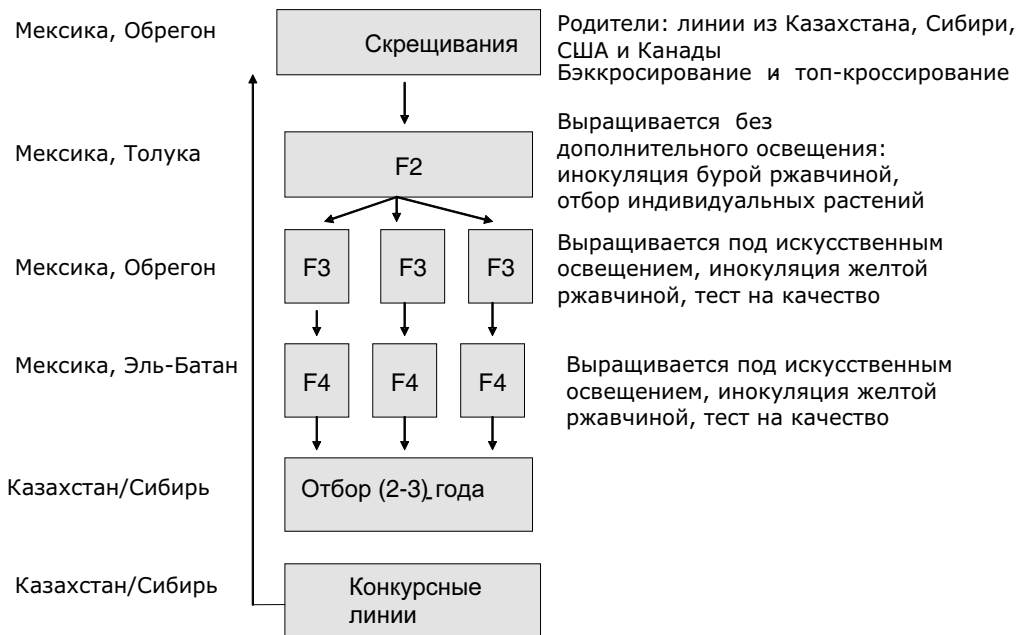 Мексика, Обрегон
Скрещивания
Родители: линии из Казахстана, Сибири,
США и Канады
Бэккросирование и топ-кроссирование
Мексика, Толука
F2
Выращивается без
дополнительного освещения:
инокуляция бурой ржавчиной,
отбор индивидуальных растений
Мексика, Обрегон
F3 F3 F3
Выращивается под искусственным
освещением, инокуляция желтой
ржавчиной, тест на качество
Мексика, Эль-Батан
F4 F4 F4
Выращивается под искусственным
освещением, инокуляция желтой
ржавчиной, тест на качество
Казахстан/Сибирь
Отбор (2-3) года
Казахстан/Сибирь
Конкурсные
линии